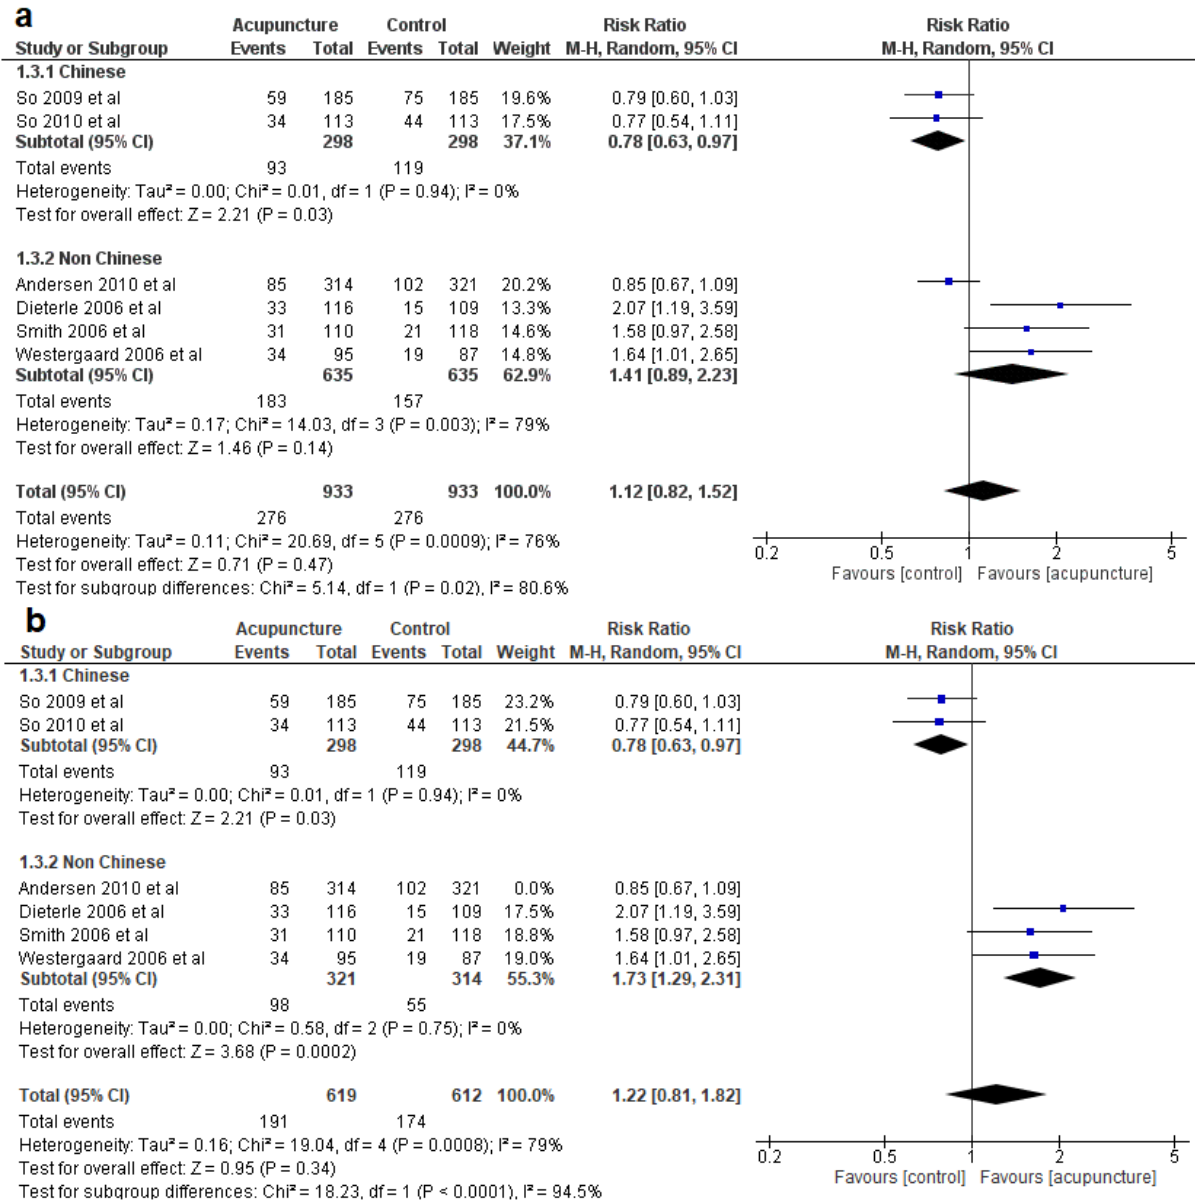 a
Acupuncture Control Risk Ratio Risk Ratio
Study or Subgroup Events Total Events Total Weight M-H, Random, 95% CI M-H, Random, 95% CI
1.3.1 Chinese
So 2009 et al 59 185 75 185 19.6% 0.79 [0.60, 1.03]
So 2010 et al 34 113 44 113 17.5% 0.77 [0.54, 1.11]
Subtotal (95% CI) 298 298 37.1% 0.78 [0.63, 0.97]
Total events 93 119
Heterogeneity: Tau² = 0.00; Chi² = 0.01, df = 1 (P = 0.94); I² = 0%
Test for overall effect: Z = 2.21 (P = 0.03)
1.3.2 Non Chinese
Andersen 2010 et al 85 314 102 321 20.2% 0.85 [0.67, 1.09]
Dieterle 2006 et al 33 116 15 109 13.3% 2.07 [1.19, 3.59]
Smith 2006 et al 31 110 21 118 14.6% 1.58 [0.97, 2.58]
Westergaard 2006 et al 34 95 19 87 14.8% 1.64 [1.01, 2.65]
Subtotal (95% CI) 635 635 62.9% 1.41 [0.89, 2.23]
Total events 183 157
Heterogeneity: Tau² = 0.17; Chi² = 14.03, df = 3 (P = 0.003); I² = 79%
Test for overall effect: Z = 1.46 (P = 0.14)
Total (95% CI) 933 933 100.0% 1.12 [0.82, 1.52]
Total events 276 276
Heterogeneity: Tau² = 0.11; Chi² = 20.69, df = 5 (P = 0.0009); I² = 76%
Test for overall effect: Z = 0.71 (P = 0.47)
Test for subgroup differences: Chi² = 5.14, df = 1 (P = 0.02), I² = 80.6%
0.2 0.5 1 2 5
Favours [control] Favours [acupuncture]
b
Acupuncture Control Risk Ratio Risk Ratio
Study or Subgroup Events Total Events Total Weight M-H, Random, 95% CI M-H, Random, 95% CI
1.3.1 Chinese
So 2009 et al 59 185 75 185 23.2% 0.79 [0.60, 1.03]
So 2010 et al 34 113 44 113 21.5% 0.77 [0.54, 1.11]
Subtotal (95% CI) 298 298 44.7% 0.78 [0.63, 0.97]
Total events 93 119
Heterogeneity: Tau² = 0.00; Chi² = 0.01, df = 1 (P = 0.94); I² = 0%
Test for overall effect: Z = 2.21 (P = 0.03)
1.3.2 Non Chinese
Andersen 2010 et al 85 314 102 321 0.0% 0.85 [0.67, 1.09]
Dieterle 2006 et al 33 116 15 109 17.5% 2.07 [1.19, 3.59]
Smith 2006 et al 31 110 21 118 18.8% 1.58 [0.97, 2.58]
Westergaard 2006 et al 34 95 19 87 19.0% 1.64 [1.01, 2.65]
Subtotal (95% CI) 321 314 55.3% 1.73 [1.29, 2.31]
Total events 98 55
Heterogeneity: Tau² = 0.00; Chi² = 0.58, df = 2 (P = 0.75); I² = 0%
Test for overall effect: Z = 3.68 (P = 0.0002)
Total (95% CI) 619 612 100.0% 1.22 [0.81, 1.82]
Total events 191 174
Heterogeneity: Tau² = 0.16; Chi² = 19.04, df = 4 (P = 0.0008); I² = 79%
Test for overall effect: Z = 0.95 (P = 0.34)
Test for subgroup differences: Chi² = 18.23, df = 1 (P < 0.0001), I² = 94.5%
0.2 0.5 1 2 5
Favours [control] Favours [acupuncture]